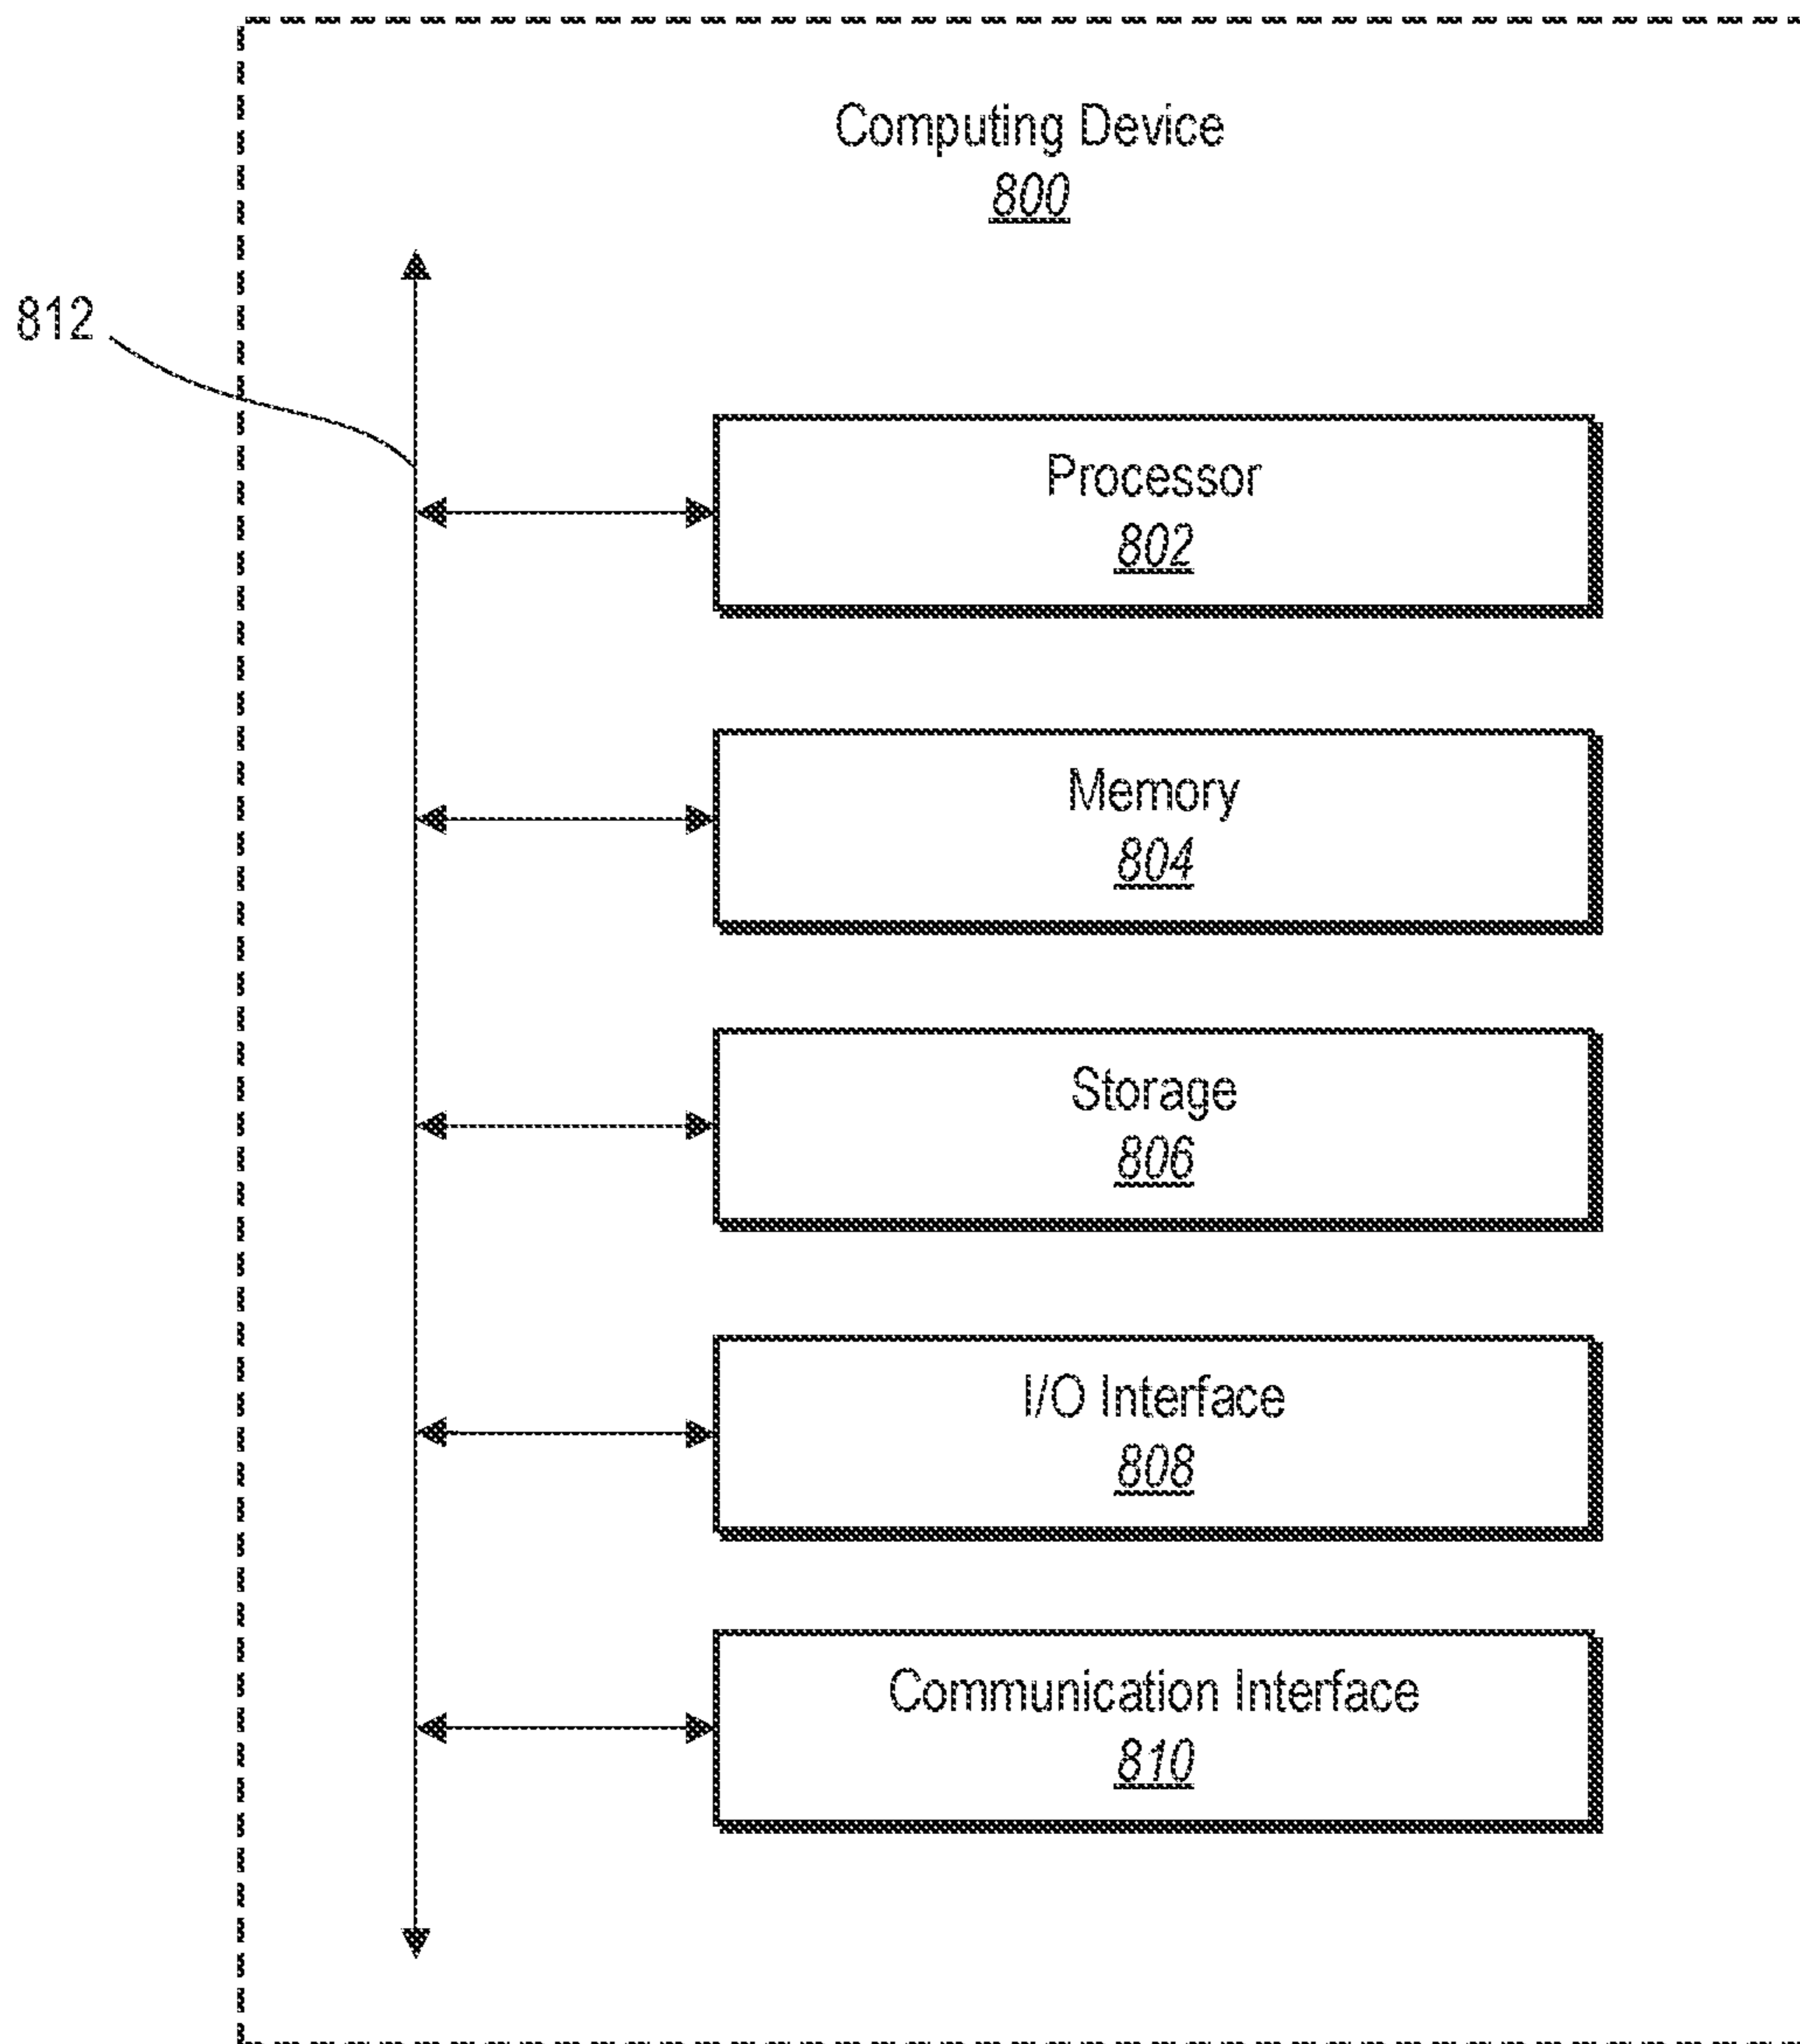 Computing Device
800
812
Processor
802
Memory
804
Storage
806
I/O Interface
808
Communication Interface
810